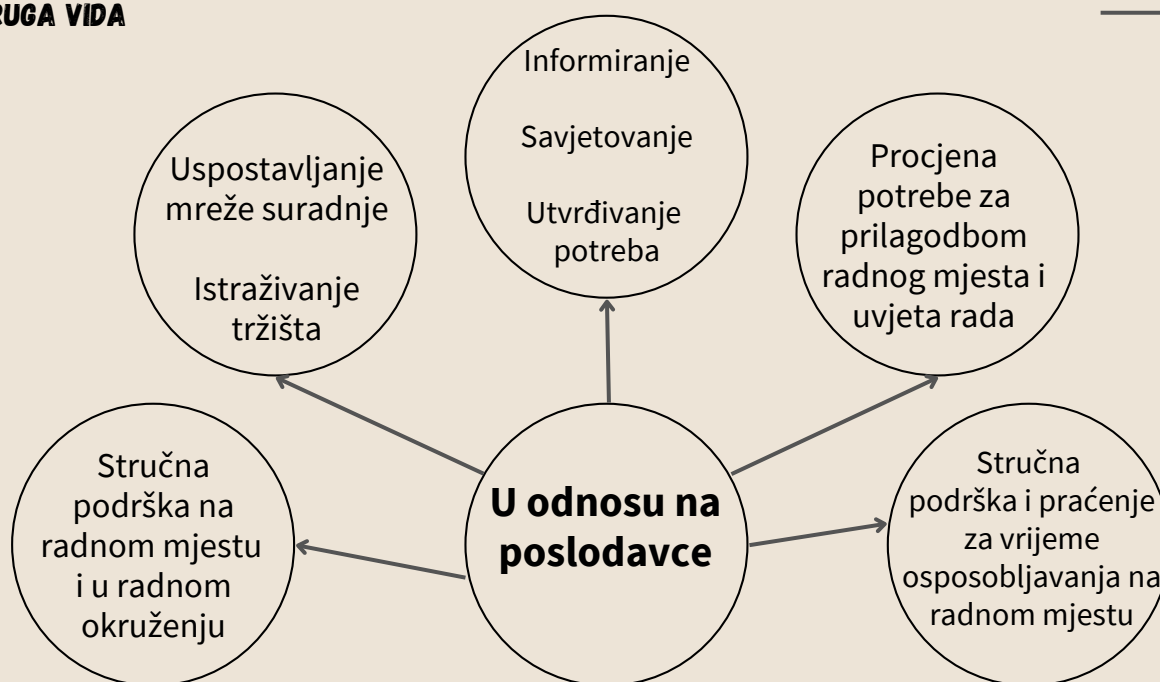 VIDA
Informiranje
Savjetovanje
Utvrđivanje
potreba
Uspostavljanje
mreže suradnje
Istraživanje
tržišta
Procjena
potrebe za
prilagodbom
radnog mjesta i
uvjeta rada
Stručna
podrška na
radnom mjestu
i u radnom
okruženju
U odnosu na
poslodavce
Stručna
podrška i praćenje
za vrijeme
osposobljavanja na
radnom mjestu